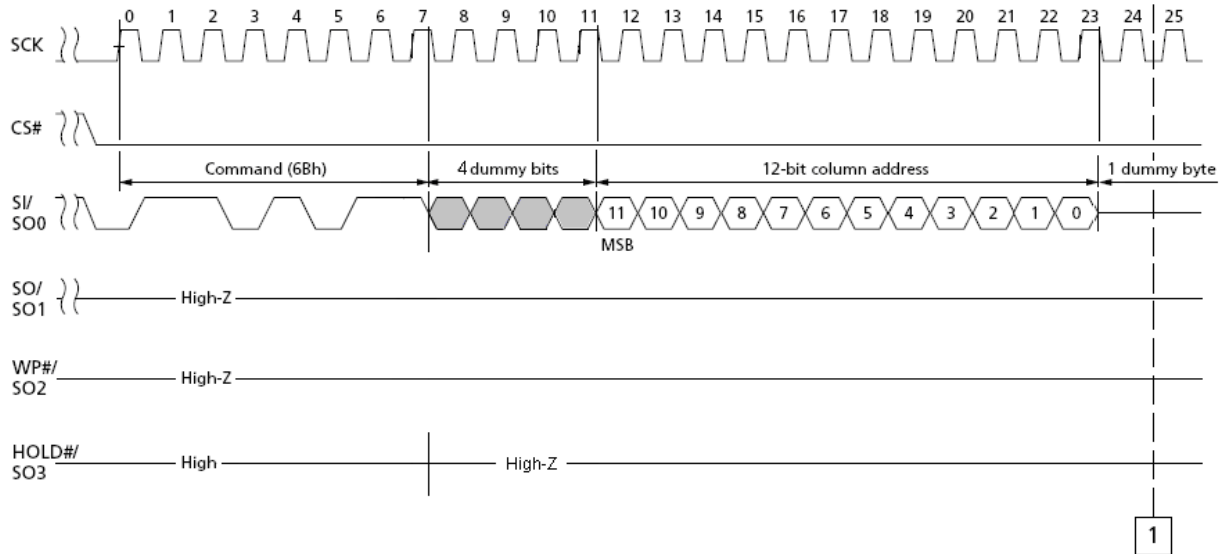 0 1 2 3 4 5 6 7 8 9 10 11 12 13 14 15 16 17 18 19 20 21 22 23 24 25
SCK
CS#
Command (6Bh) 4 dummy bits 12-bit column address 1 dummy byte
SI/
SO0
11 10 9 8 7 6 5 4 3 2 1 0
MSB
SO/
SO1
High-Z
WP#/
SO2
High-Z
HOLD#/
SO3
High High-Z
1